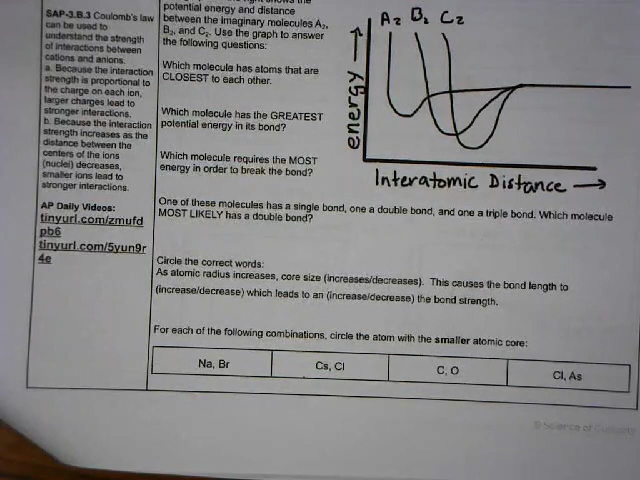 SAP-3.B.3 Coulomb's law
can be used to
understand the strength
of interactions between
cations and anions.
a. Because the interaction
strength is proportional to
the charge on each ion,
larger charges lead to
stronger interactions.
b. Because the interaction
strength increases as the
distance between the
centers of the ions
(nuclei) decreases,
smaller ions lead to
stronger interactions.
AP Daily Videos:
tinyurl.com/zmufd
pb6
tinyurl.com/5yun9r
4e
potential energy and distance
between the imaginary molecules A₂,
B₂, and C₂. Use the graph to answer
the following questions:
Which molecule has atoms that are
CLOSEST to each other.
Which molecule has the GREATEST
potential energy in its bond?
Which molecule requires the MOST
energy in order to break the bond?
A₂ B₂ C₂
energy →
Interatomic Distance →
One of these molecules has a single bond, one a double bond, and one a triple bond. Which molecule
MOST LIKELY has a double bond?
Circle the correct words:
As atomic radius increases, core size (increases/decreases). This causes the bond length to
(increase/decrease) which leads to an (increase/decrease) the bond strength.
For each of the following combinations, circle the atom with the smaller atomic core:
Na, Br
Cs, Cl
C, O
Cl, As